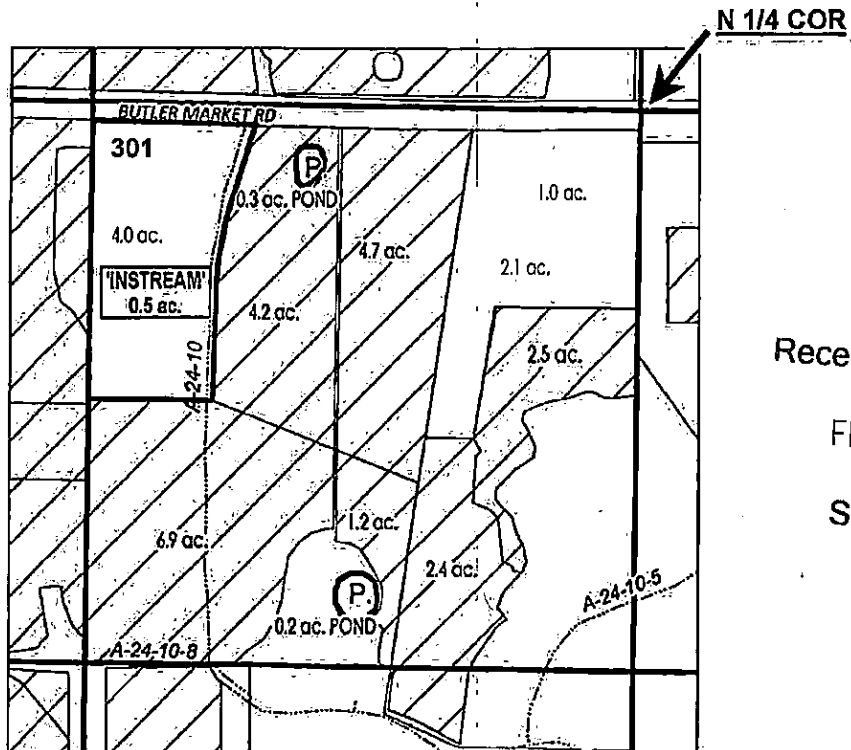 N 1/4 COR
BUTLER MARKET RD
301
P
0.3 ac. POND
1.0 ac.
4.0 ac.
4.7 ac.
2.1 ac.
'INSTREAM'
0.5 ac.
4.2 ac.
2.5 ac.
Rece
A-24-10
6.9 ac.
1.2 ac.
2.4 ac.
P.
0.2 ac. POND
A-24-10-5
A-24-10-8